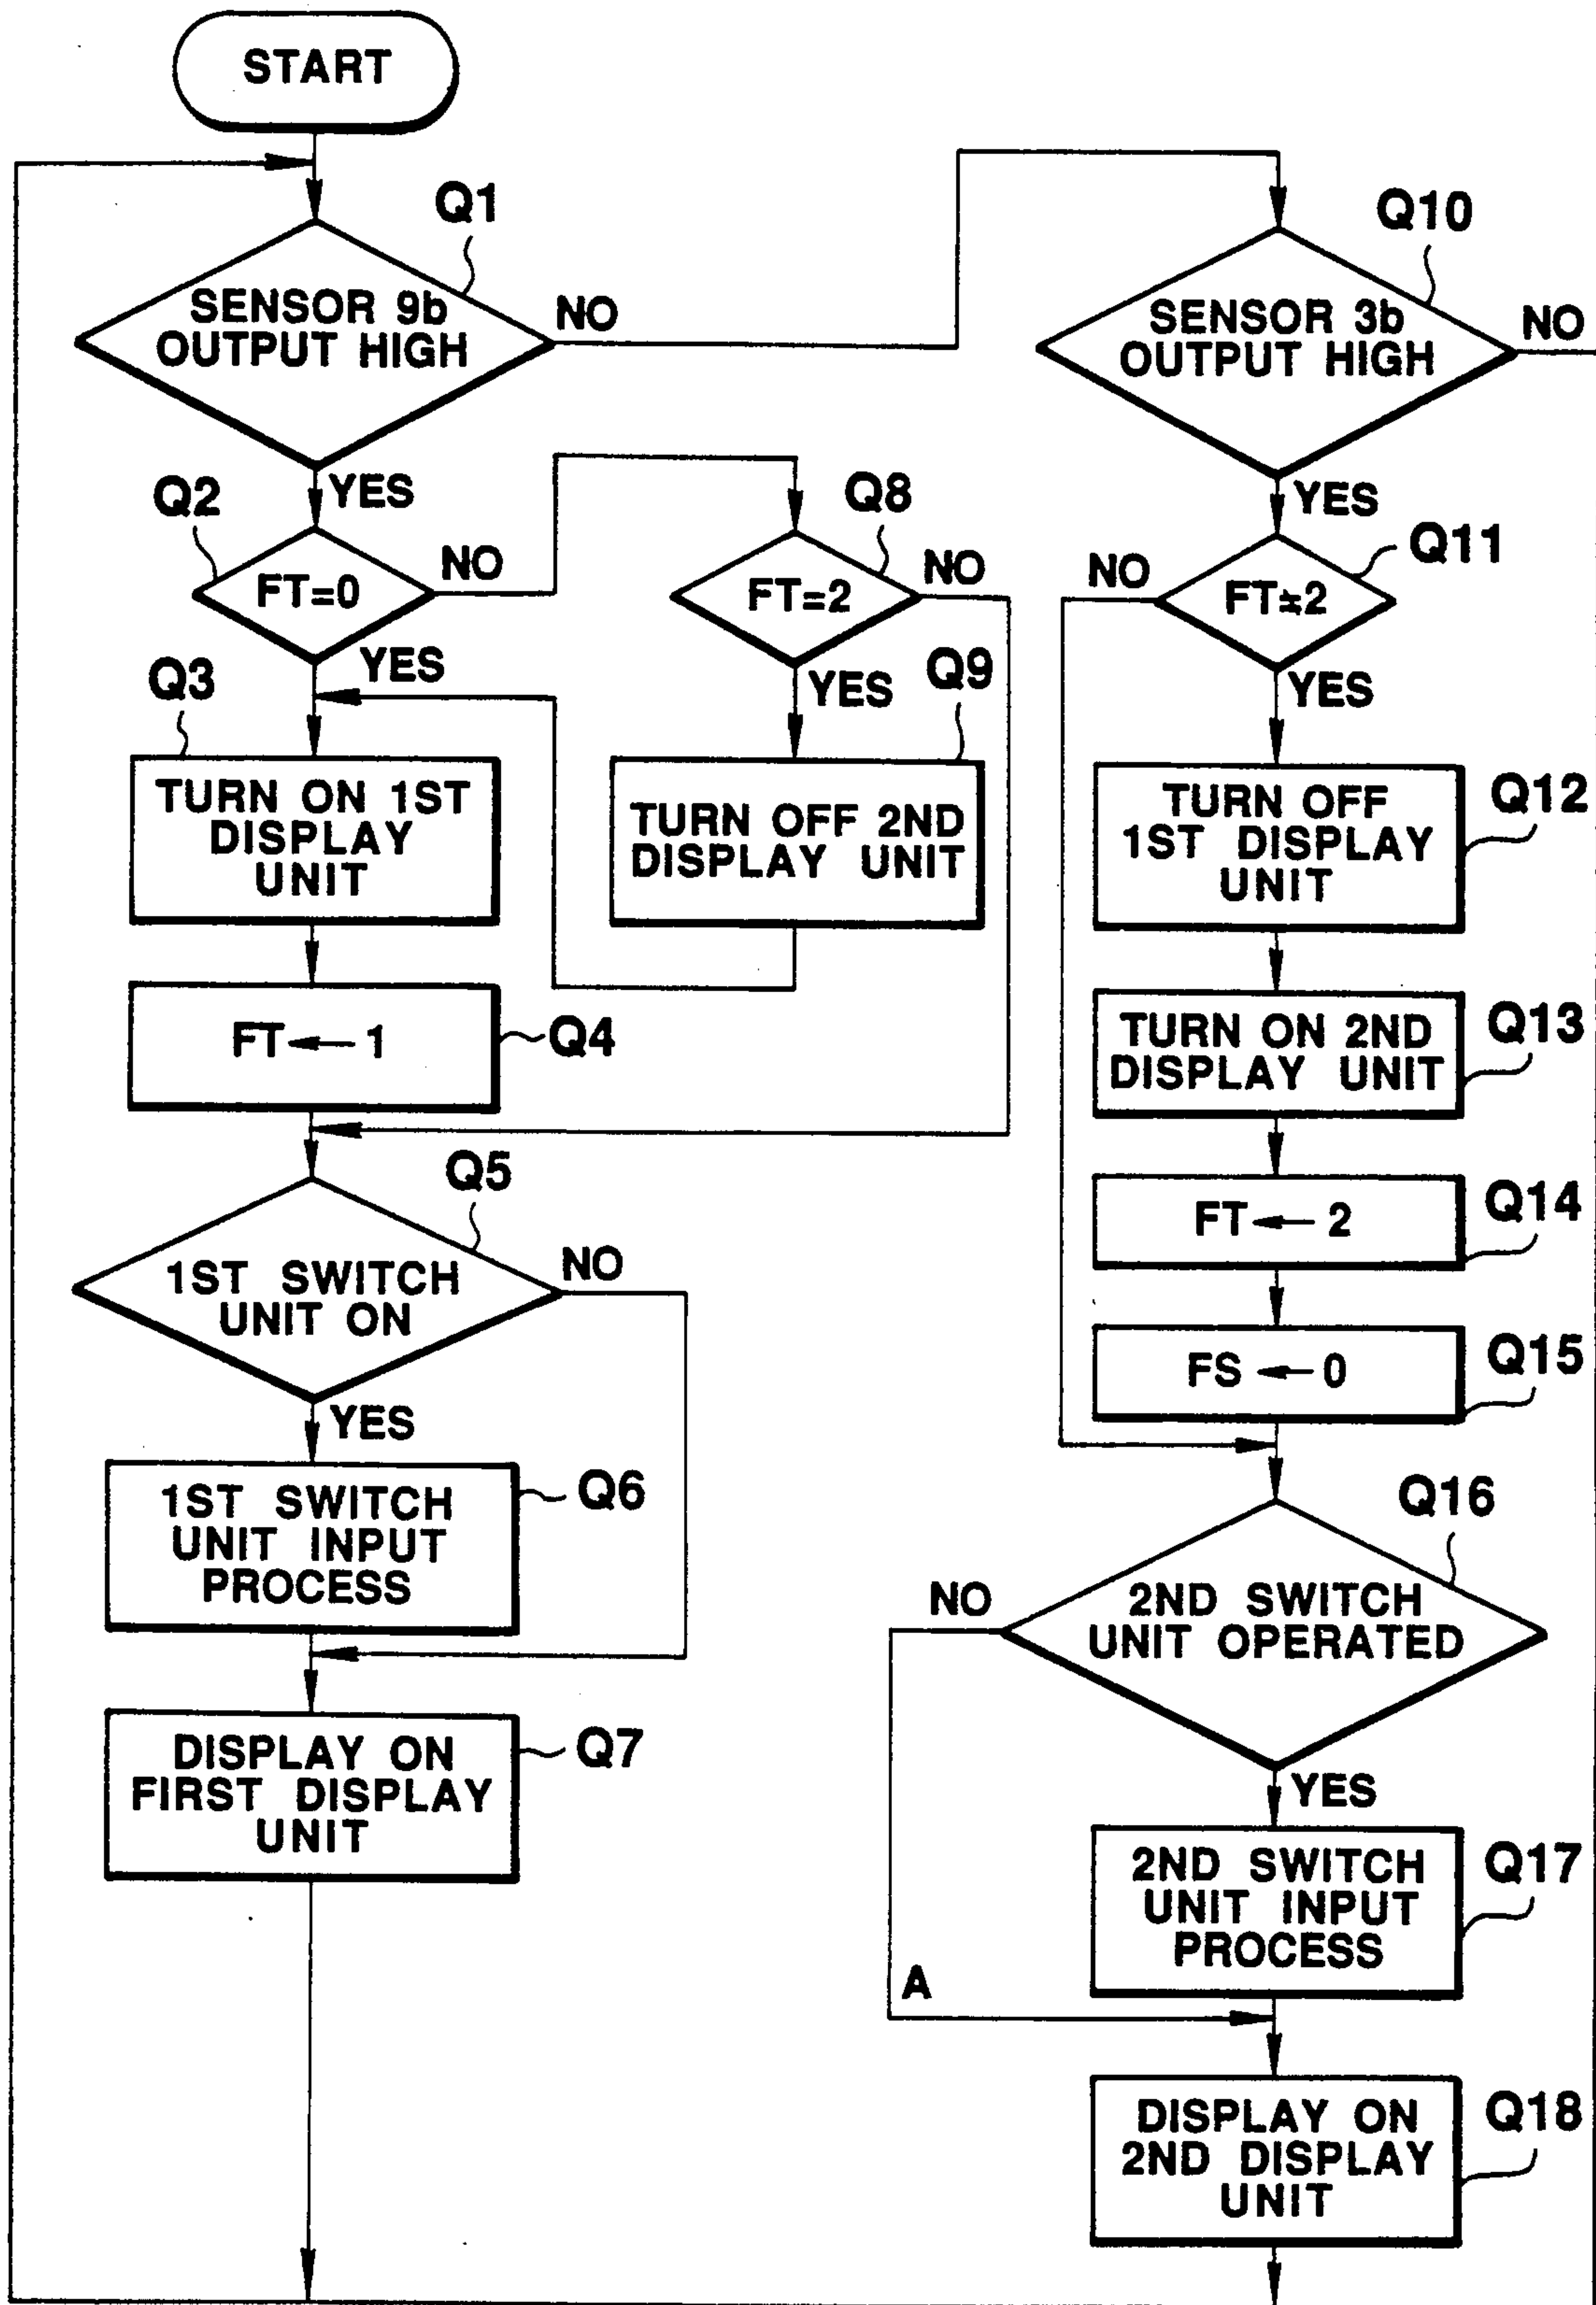 START
Q1
SENSOR 9b
OUTPUT HIGH
NO
YES
Q2
FT=0
NO
YES
Q8
FT=2
NO
YES
Q3
TURN ON 1ST
DISPLAY
UNIT
Q9
TURN OFF 2ND
DISPLAY UNIT
FT ← 1
Q4
Q5
1ST SWITCH
UNIT ON
NO
YES
1ST SWITCH
UNIT INPUT
PROCESS
Q6
DISPLAY ON
FIRST DISPLAY
UNIT
Q7
Q10
SENSOR 3b
OUTPUT HIGH
NO
YES
Q11
NO
FT≠2
YES
TURN OFF
1ST DISPLAY
UNIT
Q12
TURN ON 2ND
DISPLAY UNIT
Q13
FT ← 2
Q14
FS ← 0
Q15
Q16
NO
2ND SWITCH
UNIT OPERATED
YES
2ND SWITCH
UNIT INPUT
PROCESS
Q17
A
DISPLAY ON
2ND DISPLAY
UNIT
Q18